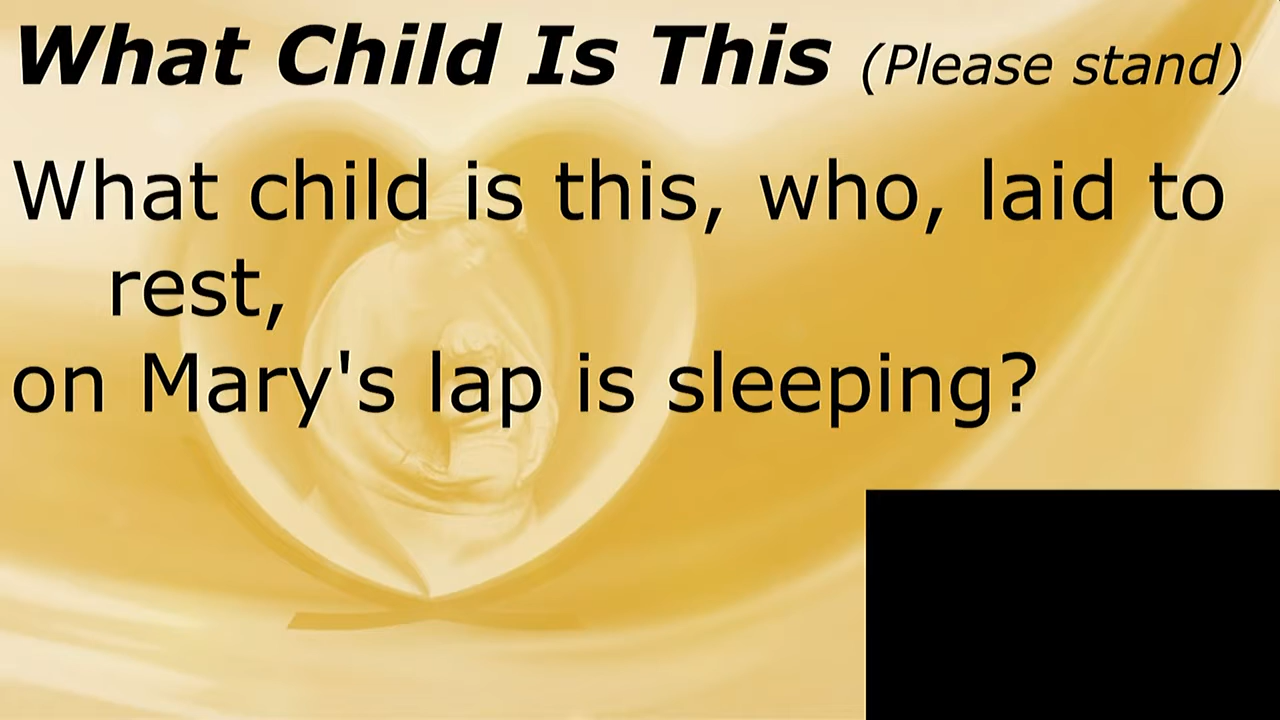 What Child Is This (Please stand)
What child is this, who, laid to
rest,
on Mary's lap is sleeping?